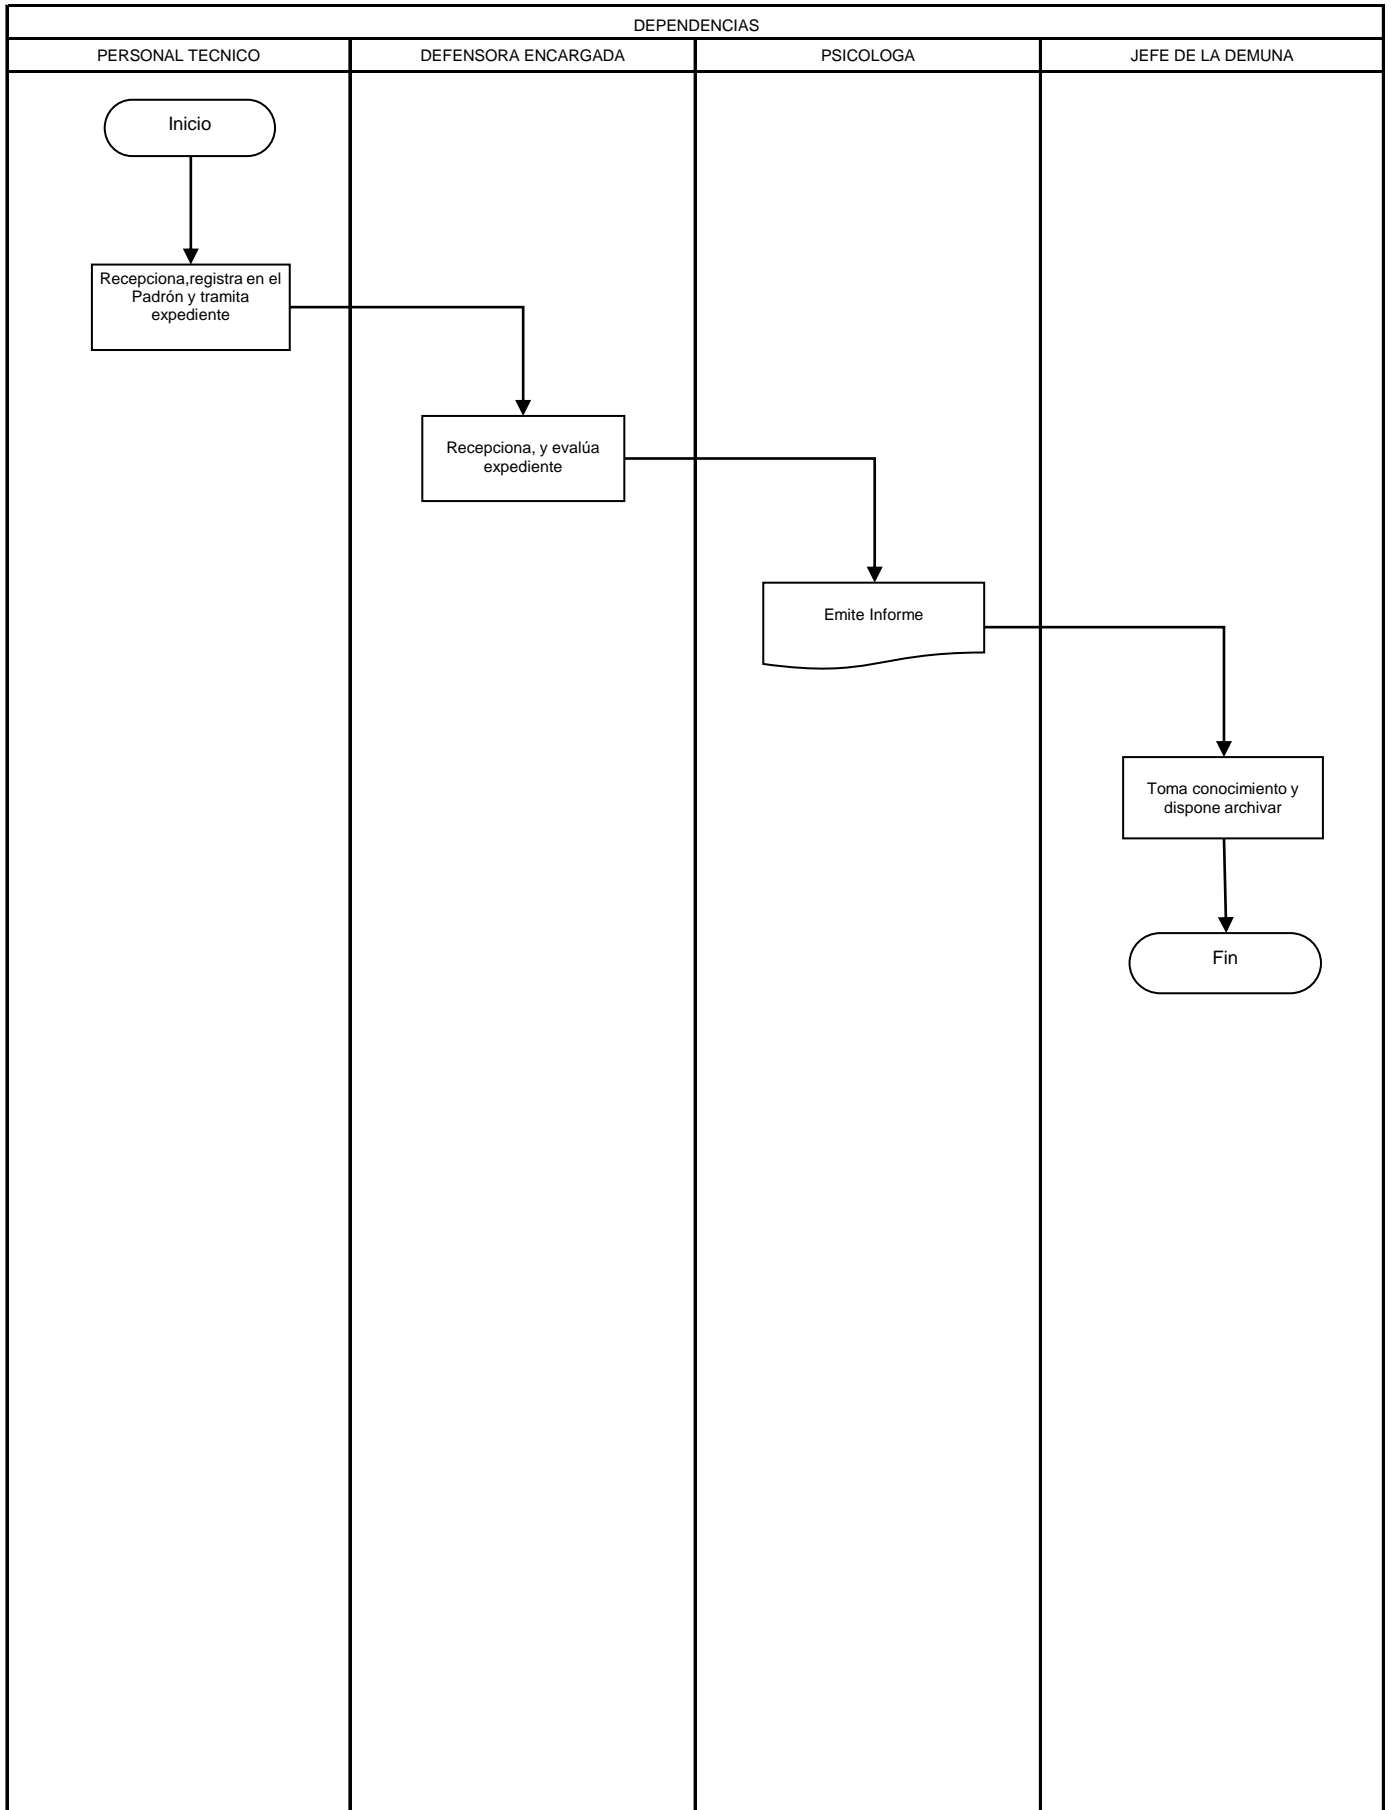 DEPENDENCIAS
PERSONAL TECNICO
DEFENSORA ENCARGADA
PSICOLOGA
JEFE DE LA DEMUNA
Inicio
Recepciona,registra en el
Padrón y tramita
expediente
Recepciona, y evalúa
expediente
Emite Informe
Toma conocimiento y
dispone archivar
Fin